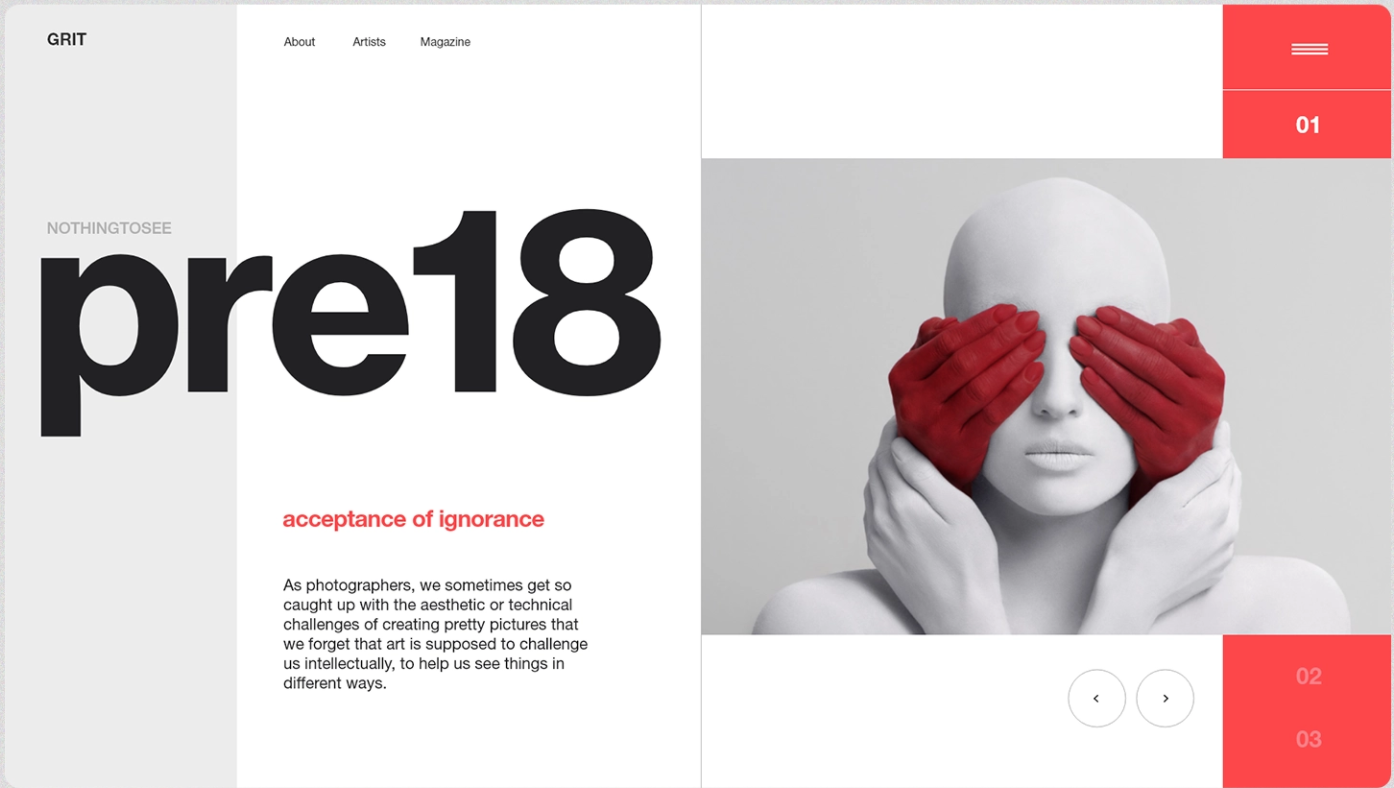 GRIT
About
Artists
Magazine
01
NOTHINGTOSEE
pre18
acceptance of ignorance
As photographers, we sometimes get so
caught up with the aesthetic or technical
challenges of creating pretty pictures that
we forget that art is supposed to challenge
us intellectually, to help us see things in
different ways.
02
03